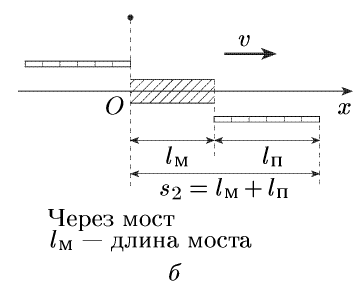 v
O
x
lм
lп
s₂ = lм + lп
Через мост
lм — длина моста
б